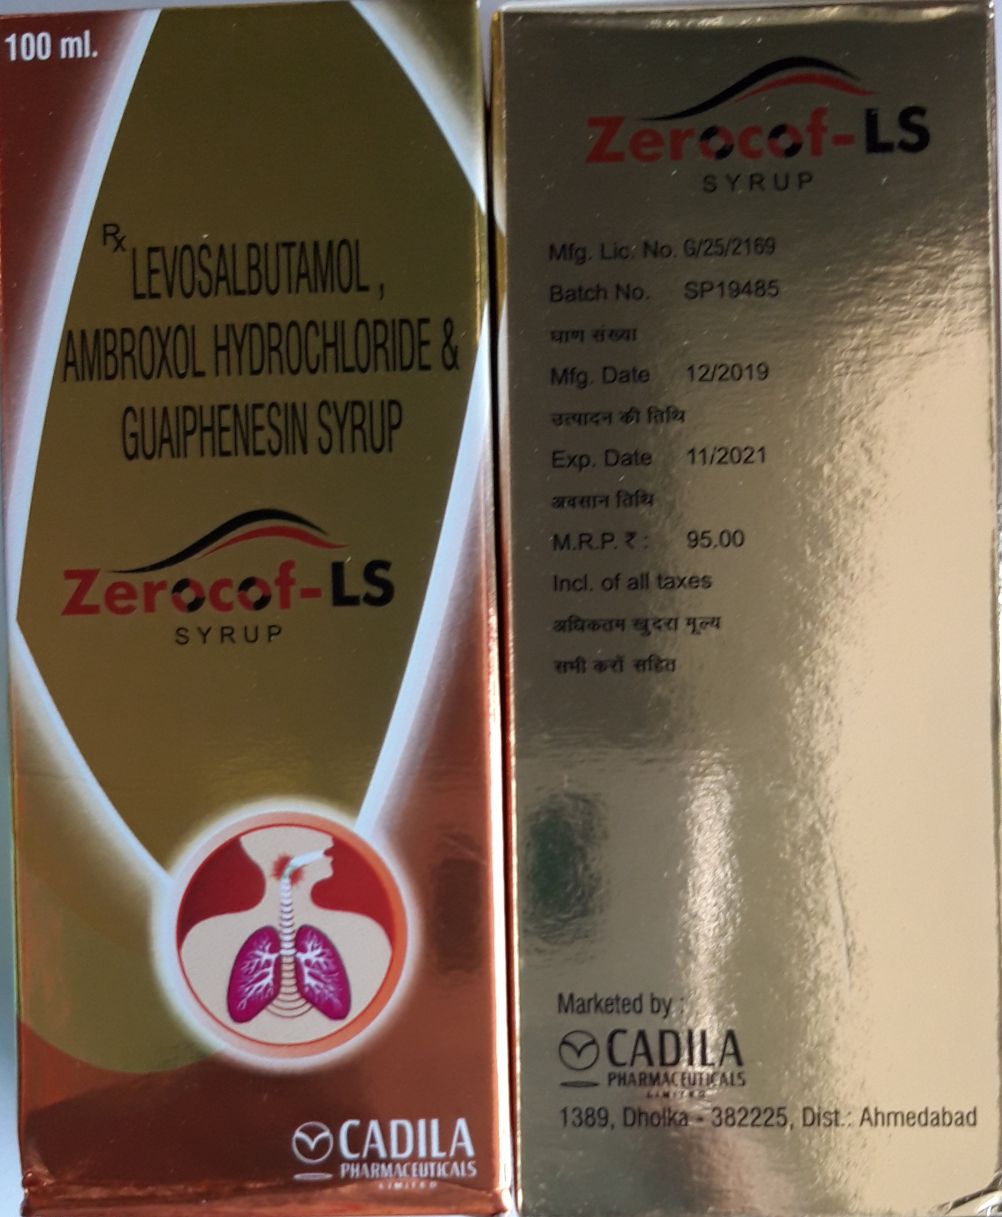 100 ml.
Rx
LEVOSALBUTAMOL ,
AMBROXOL HYDROCHLORIDE &
GUAIPHENESIN SYRUP
Zerocof-LS
SYRUP
CADILA
PHARMACEUTICALS
LIMITED
Zerocof-LS
SYRUP
Mfg. Lic. No. G/25/2169
Batch No. SP19485
घाण संख्या
Mfg. Date 12/2019
उत्पादन की तिथि
Exp. Date 11/2021
अवसान तिथि
M.R.P. ₹ : 95.00
Incl. of all taxes
अधिकतम खुदरा मूल्य
सभी करों सहित
Marketed by :
CADILA
PHARMACEUTICALS
LIMITED
1389, Dholka - 382225, Dist.: Ahmedabad